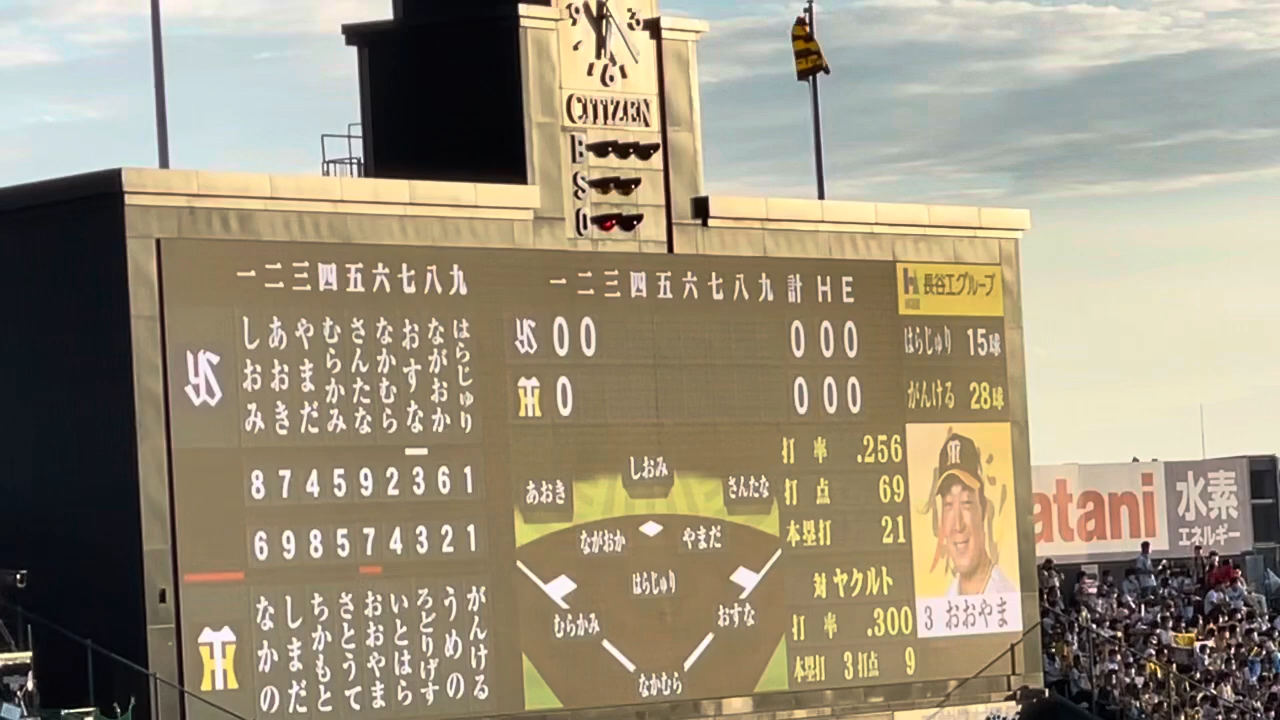 3
6
CITIZEN
B
S
O
一二三四五六七八九
しおみ
あおき
やまだ
むらかみ
さんたな
なかむら
おすな
ながおか
はらじゅり
YS
8 7 4 5 9 2 3 6 1
6 9 8 5 7 4 3 2 1
なかの
しまだ
ちかもと
さとうて
おおやま
いとはら
ろどりげす
うめの
がんける
一二三四五六七八九計HE
YS 0 0 0 0 0
HT 0 0 0 0
長谷工グループ
はらじゅり 15球
がんける 28球
しおみ
あおき
さんたな
ながおか
やまだ
はらじゅり
むらかみ
おすな
なかむら
打率 .256
打点 69
本塁打 21
対ヤクルト
打率 .300
本塁打 3 打点 9
3 おおやま
atani
水素
エネルギー